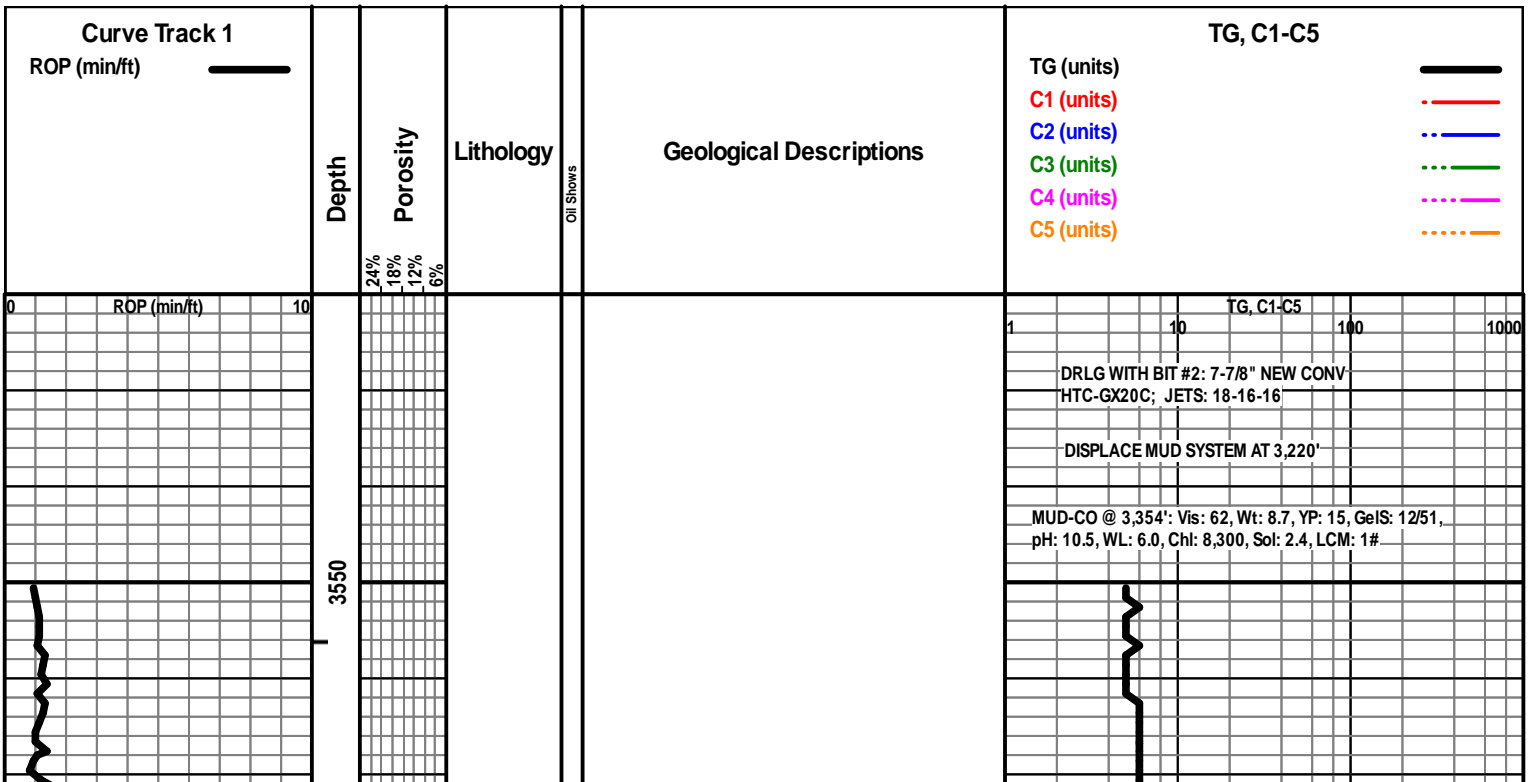 Curve Track 1
ROP (min/ft)
Depth
Porosity
24%
18%
12%
6%
Lithology
Oil Shows
Geological Descriptions
TG, C1-C5
TG (units)
C1 (units)
C2 (units)
C3 (units)
C4 (units)
C5 (units)
0 ROP (min/ft) 10
TG, C1-C5
1 10 100 1000
DRLG WITH BIT #2: 7-7/8" NEW CONV
HTC-GX20C; JETS: 18-16-16
DISPLACE MUD SYSTEM AT 3,220'
MUD-CO @ 3,354': Vis: 62, Wt: 8.7, YP: 15, GelS: 12/51,
pH: 10.5, WL: 6.0, Chl: 8,300, Sol: 2.4, LCM: 1#
3550